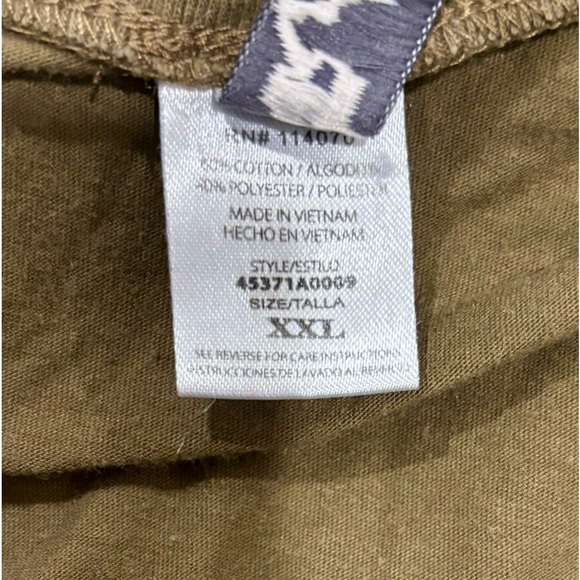 RN# 114070
60% COTTON / ALGODÓN
40% POLYESTER / POLIÉSTER
MADE IN VIETNAM
HECHO EN VIETNAM
STYLE/ESTILO
45371A0009
SIZE/TALLA
XXL
SEE REVERSE FOR CARE INSTRUCTIONS
INSTRUCCIONES DE LAVADO AL REVERSO